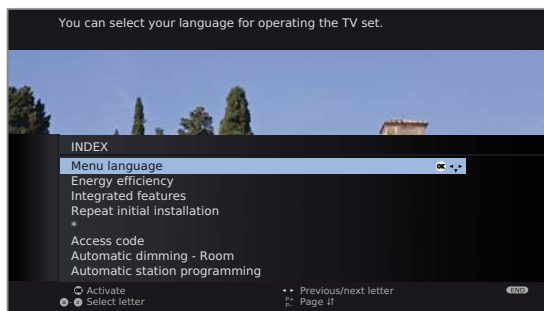 You can select your language for operating the TV set.
INDEX
Menu language OK
Energy efficiency
Integrated features
Repeat initial installation
*
Access code
Automatic dimming - Room
Automatic station programming
Activate
Previous/next letter
END
Select letter
P+ P– Page